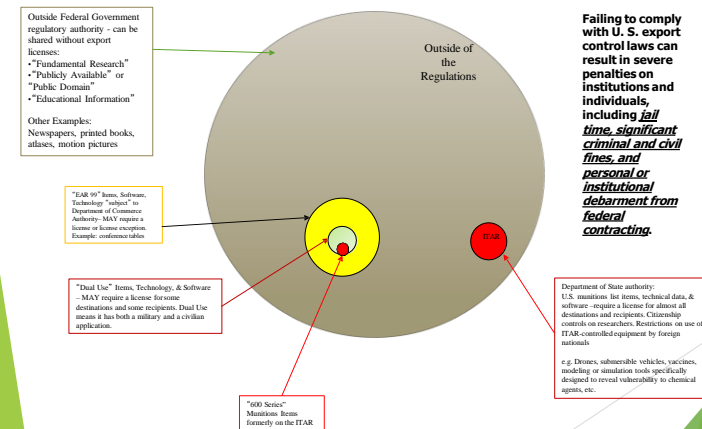 Outside Federal Government
regulatory authority - can be
shared without export
licenses:
•“Fundamental Research”
•“Publicly Available” or
“Public Domain”
•“Educational Information”
Other Examples:
Newspapers, printed books,
atlases, motion pictures
Outside of
the
Regulations
Failing to comply
with U. S. export
control laws can
result in severe
penalties on
institutions and
individuals,
including jail
time, significant
criminal and civil
fines, and
personal or
institutional
debarment from
federal
contracting.
“EAR 99” Items, Software,
Technology “subject” to
Department of Commerce
Authority– MAY require a
license or license exception.
Example: conference tables
ITAR
“Dual Use” Items, Technology, & Software
– MAY require a license for some
destinations and some recipients. Dual Use
means it has both a military and a civilian
application.
Department of State authority:
U.S. munitions list items, technical data, &
software –require a license for almost all
destinations and recipients. Citizenship
controls on researchers. Restrictions on use of
ITAR-controlled equipment by foreign
nationals
e.g. Drones, submersible vehicles, vaccines,
modeling or simulation tools specifically
designed to reveal vulnerability to chemical
agents, etc.
“600 Series”
Munitions Items
formerly on the ITAR